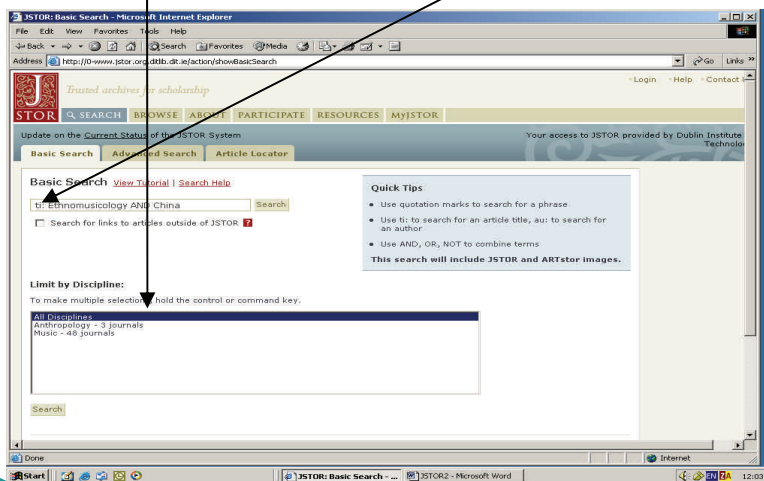 JSTOR: Basic Search - Microsoft Internet Explorer
File Edit View Favorites Tools Help
Back Search Favorites Media
Address http://0-www.jstor.org.ditlib.dit.ie/action/showBasicSearch Go Links »
Trusted archives for scholarship
Login Help Contact
JSTOR SEARCH BROWSE ABOUT PARTICIPATE RESOURCES MyJSTOR
Update on the Current Status of the JSTOR System
Your access to JSTOR provided by Dublin Institute
Technolo
Basic Search Advanced Search Article Locator
Basic Search View Tutorial | Search Help
ti: Ethnomusicology AND China Search
Search for links to articles outside of JSTOR ?
Quick Tips
• Use quotation marks to search for a phrase
• Use ti: to search for an article title, au: to search for
an author
• Use AND, OR, NOT to combine terms
This search will include JSTOR and ARTstor images.
Limit by Discipline:
To make multiple selections, hold the control or command key.
All Disciplines
Anthropology - 3 journals
Music - 48 journals
Search
Done Internet
Start JSTOR: Basic Search - ... JSTOR2 - Microsoft Word EN ZA 12:03